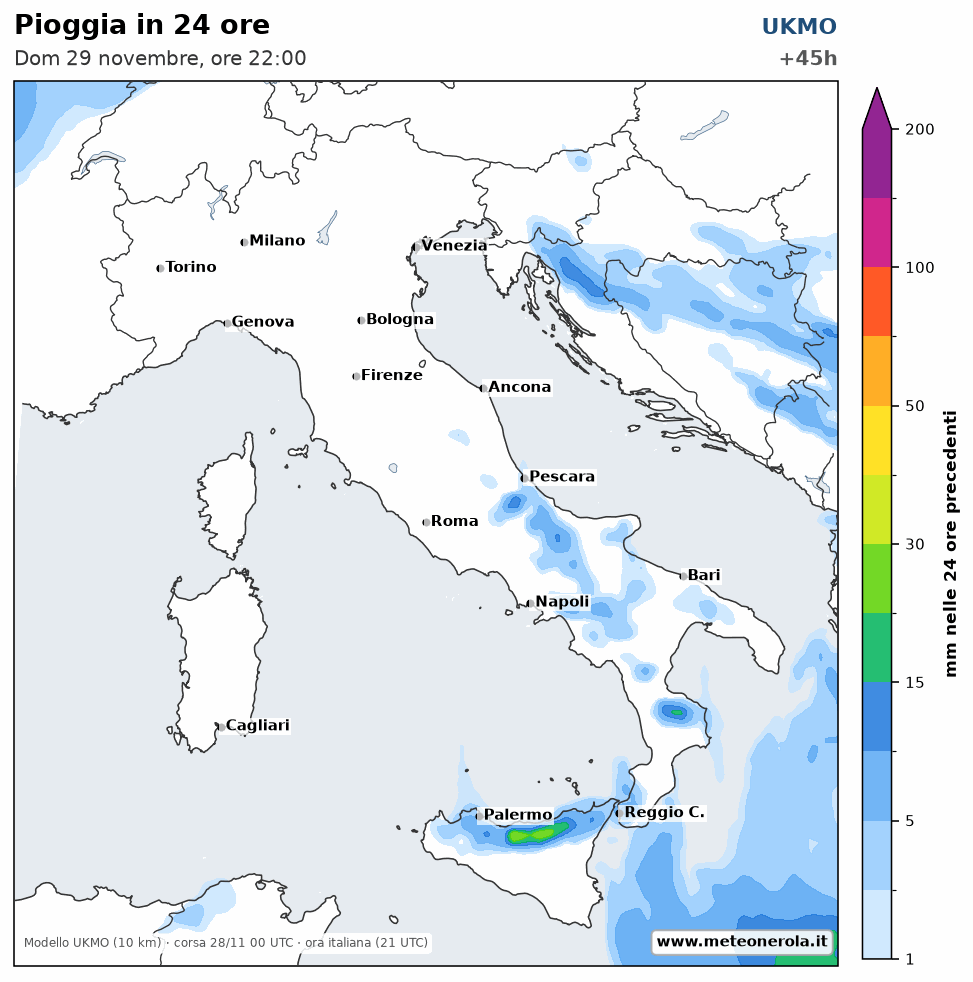 Pioggia in 24 ore
UKMO
Dom 29 novembre, ore 22:00
+45h
Milano
Venezia
Torino
Genova
Bologna
Firenze
Ancona
Pescara
Roma
Bari
Napoli
Cagliari
Palermo
Reggio C.
Modello UKMO (10 km) · corsa 28/11 00 UTC · ora italiana (21 UTC)
www.meteonerola.it
200
100
50
30
15
5
1
mm nelle 24 ore precedenti